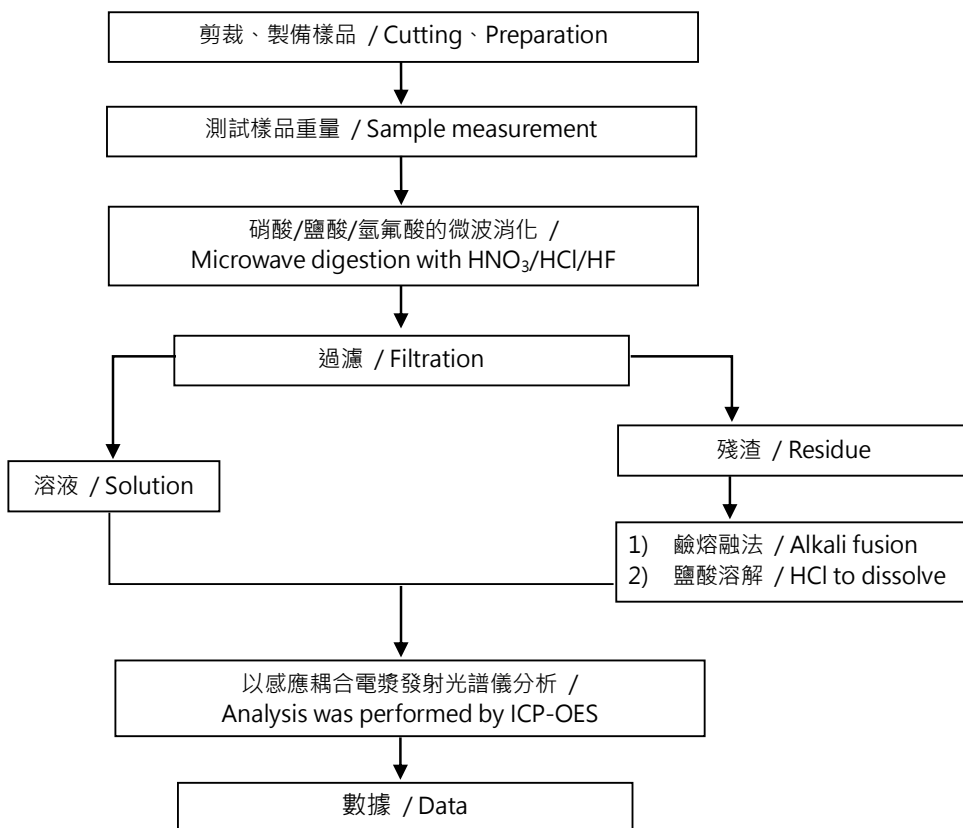 剪裁、製備樣品 / Cutting、Preparation
測試樣品重量 / Sample measurement
硝酸/鹽酸/氫氟酸的微波消化 /
Microwave digestion with HNO₃/HCl/HF
過濾 / Filtration
溶液 / Solution
殘渣 / Residue
1) 鹼熔融法 / Alkali fusion
2) 鹽酸溶解 / HCl to dissolve
以感應耦合電漿發射光譜儀分析 /
Analysis was performed by ICP-OES
數據 / Data